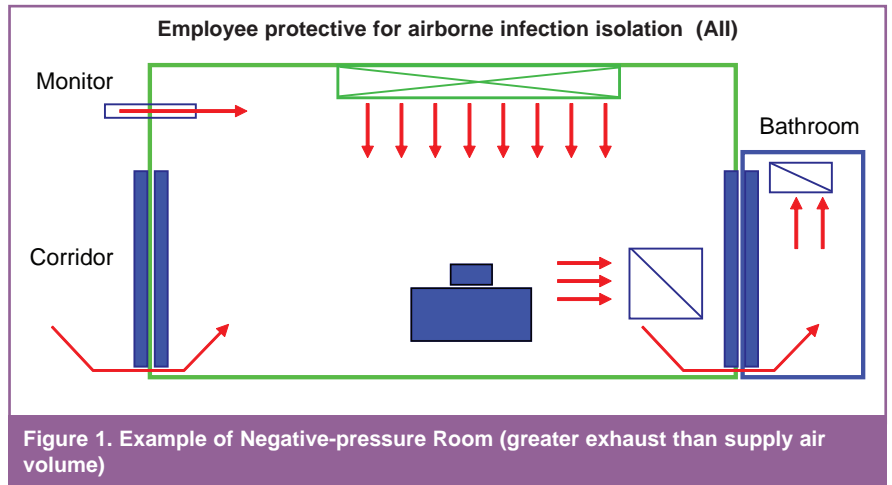 Employee protective for airborne infection isolation (AII)
Monitor
Bathroom
Corridor
Figure 1. Example of Negative-pressure Room (greater exhaust than supply air
volume)